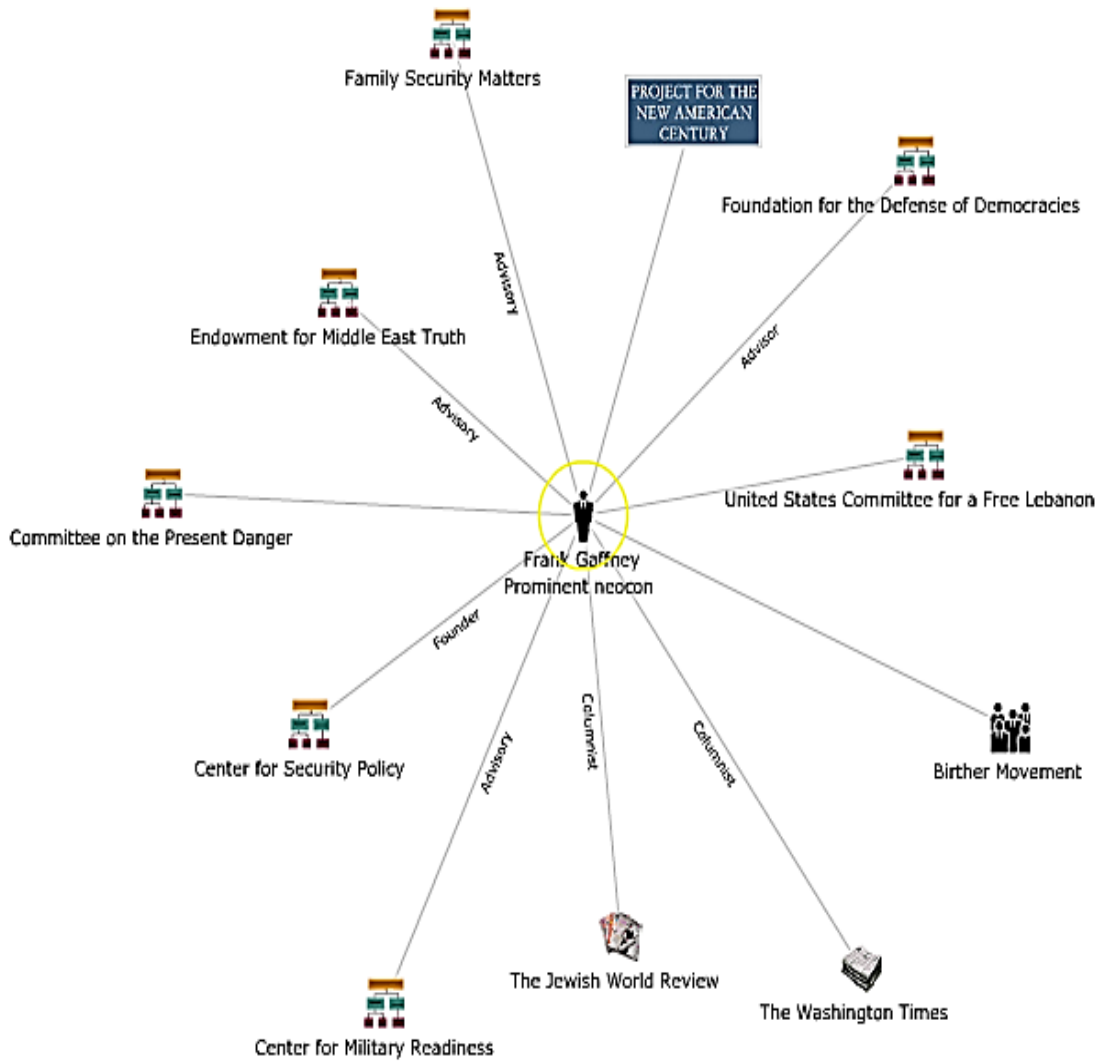 Family Security Matters
PROJECT FOR THE
NEW AMERICAN
CENTURY
Foundation for the Defense of Democracies
Advisory
Endowment for Middle East Truth
Advisor
Advisory
United States Committee for a Free Lebanon
Committee on the Present Danger
Frank Gaffney
Prominent neocon
Founder
Columnist
Columnist
Advisory
Center for Security Policy
Birther Movement
The Jewish World Review
The Washington Times
Center for Military Readiness